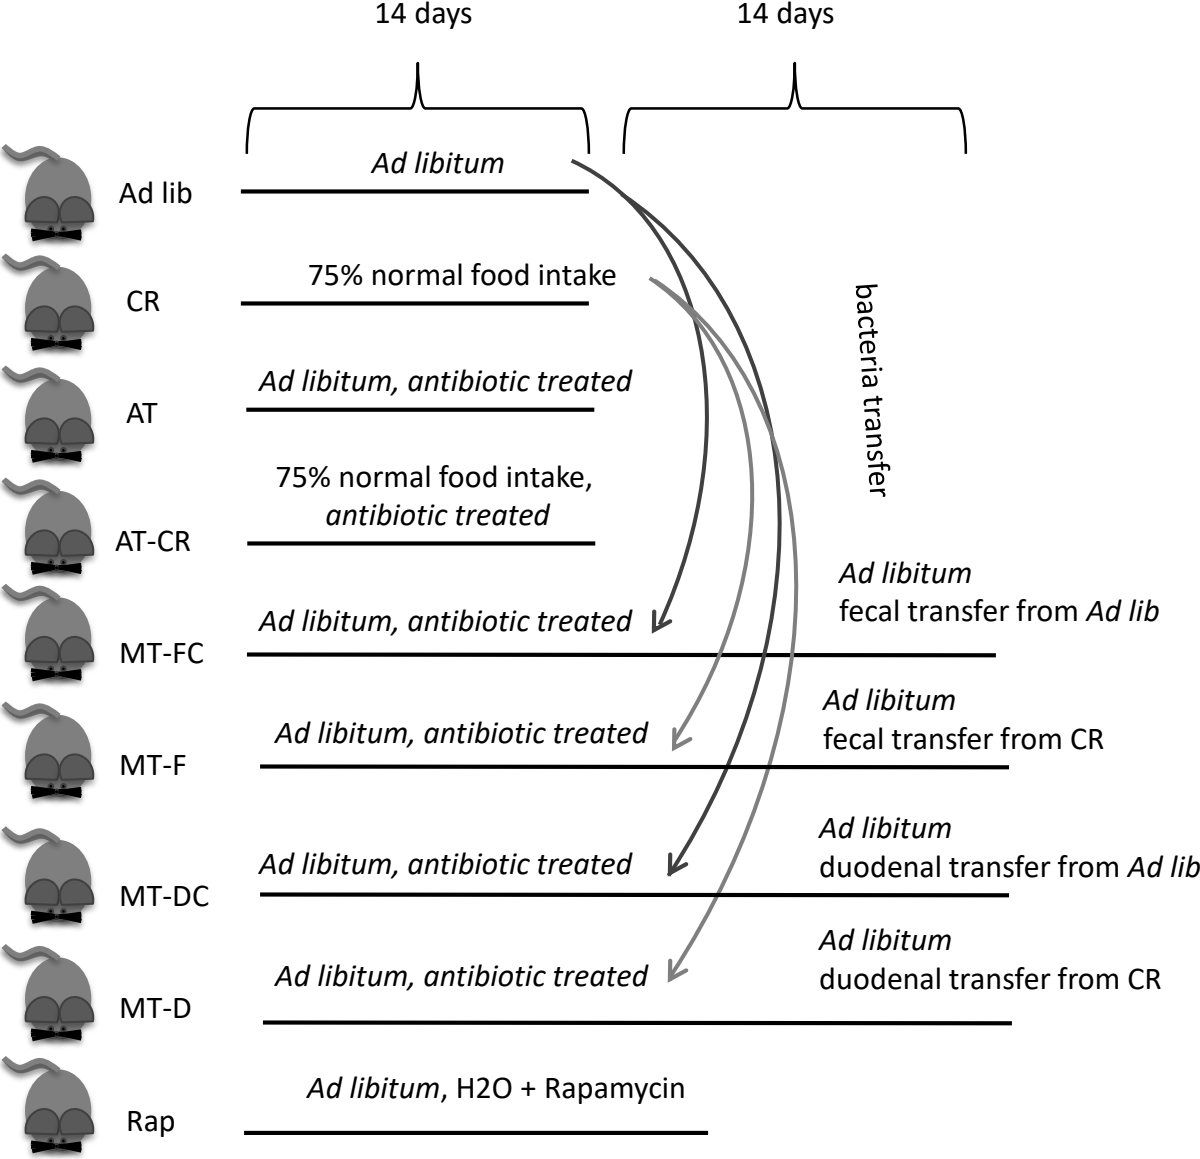 14 days
14 days
Ad libitum
Ad lib
75% normal food intake
CR
bacteria transfer
Ad libitum, antibiotic treated
AT
75% normal food intake,
antibiotic treated
AT-CR
Ad libitum
fecal transfer from Ad lib
Ad libitum, antibiotic treated
MT-FC
Ad libitum
fecal transfer from CR
Ad libitum, antibiotic treated
MT-F
Ad libitum
duodenal transfer from Ad lib
Ad libitum, antibiotic treated
MT-DC
Ad libitum
duodenal transfer from CR
Ad libitum, antibiotic treated
MT-D
Ad libitum, H2O + Rapamycin
Rap